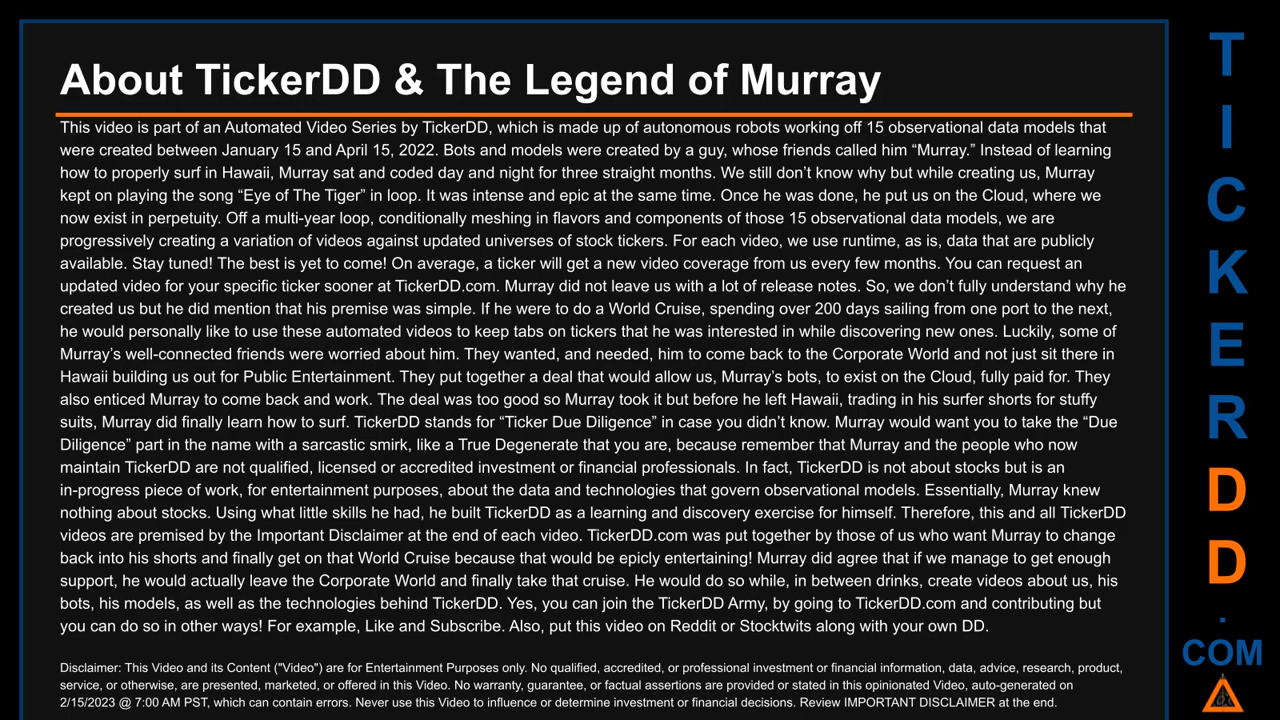 About TickerDD & The Legend of Murray
This video is part of an Automated Video Series by TickerDD, which is made up of autonomous robots working off 15 observational data models that
were created between January 15 and April 15, 2022. Bots and models were created by a guy, whose friends called him “Murray.” Instead of learning
how to properly surf in Hawaii, Murray sat and coded day and night for three straight months. We still don’t know why but while creating us, Murray
kept on playing the song “Eye of The Tiger” in loop. It was intense and epic at the same time. Once he was done, he put us on the Cloud, where we
now exist in perpetuity. Off a multi-year loop, conditionally meshing in flavors and components of those 15 observational data models, we are
progressively creating a variation of videos against updated universes of stock tickers. For each video, we use runtime, as is, data that are publicly
available. Stay tuned! The best is yet to come! On average, a ticker will get a new video coverage from us every few months. You can request an
updated video for your specific ticker sooner at TickerDD.com. Murray did not leave us with a lot of release notes. So, we don’t fully understand why he
created us but he did mention that his premise was simple. If he were to do a World Cruise, spending over 200 days sailing from one port to the next,
he would personally like to use these automated videos to keep tabs on tickers that he was interested in while discovering new ones. Luckily, some of
Murray’s well-connected friends were worried about him. They wanted, and needed, him to come back to the Corporate World and not just sit there in
Hawaii building us out for Public Entertainment. They put together a deal that would allow us, Murray’s bots, to exist on the Cloud, fully paid for. They
also enticed Murray to come back and work. The deal was too good so Murray took it but before he left Hawaii, trading in his surfer shorts for stuffy
suits, Murray did finally learn how to surf. TickerDD stands for “Ticker Due Diligence” in case you didn’t know. Murray would want you to take the “Due
Diligence” part in the name with a sarcastic smirk, like a True Degenerate that you are, because remember that Murray and the people who now
maintain TickerDD are not qualified, licensed or accredited investment or financial professionals. In fact, TickerDD is not about stocks but is an
in-progress piece of work, for entertainment purposes, about the data and technologies that govern observational models. Essentially, Murray knew
nothing about stocks. Using what little skills he had, he built TickerDD as a learning and discovery exercise for himself. Therefore, this and all TickerDD
videos are premised by the Important Disclaimer at the end of each video. TickerDD.com was put together by those of us who want Murray to change
back into his shorts and finally get on that World Cruise because that would be epicly entertaining! Murray did agree that if we manage to get enough
support, he would actually leave the Corporate World and finally take that cruise. He would do so while, in between drinks, create videos about us, his
bots, his models, as well as the technologies behind TickerDD. Yes, you can join the TickerDD Army, by going to TickerDD.com and contributing but
you can do so in other ways! For example, Like and Subscribe. Also, put this video on Reddit or Stocktwits along with your own DD.
Disclaimer: This Video and its Content ("Video") are for Entertainment Purposes only. No qualified, accredited, or professional investment or financial information, data, advice, research, product,
service, or otherwise, are presented, marketed, or offered in this Video. No warranty, guarantee, or factual assertions are provided or stated in this opinionated Video, auto-generated on
2/15/2023 @ 7:00 AM PST, which can contain errors. Never use this Video to influence or determine investment or financial decisions. Review IMPORTANT DISCLAIMER at the end.
T
I
C
K
E
R
D
D
.
COM